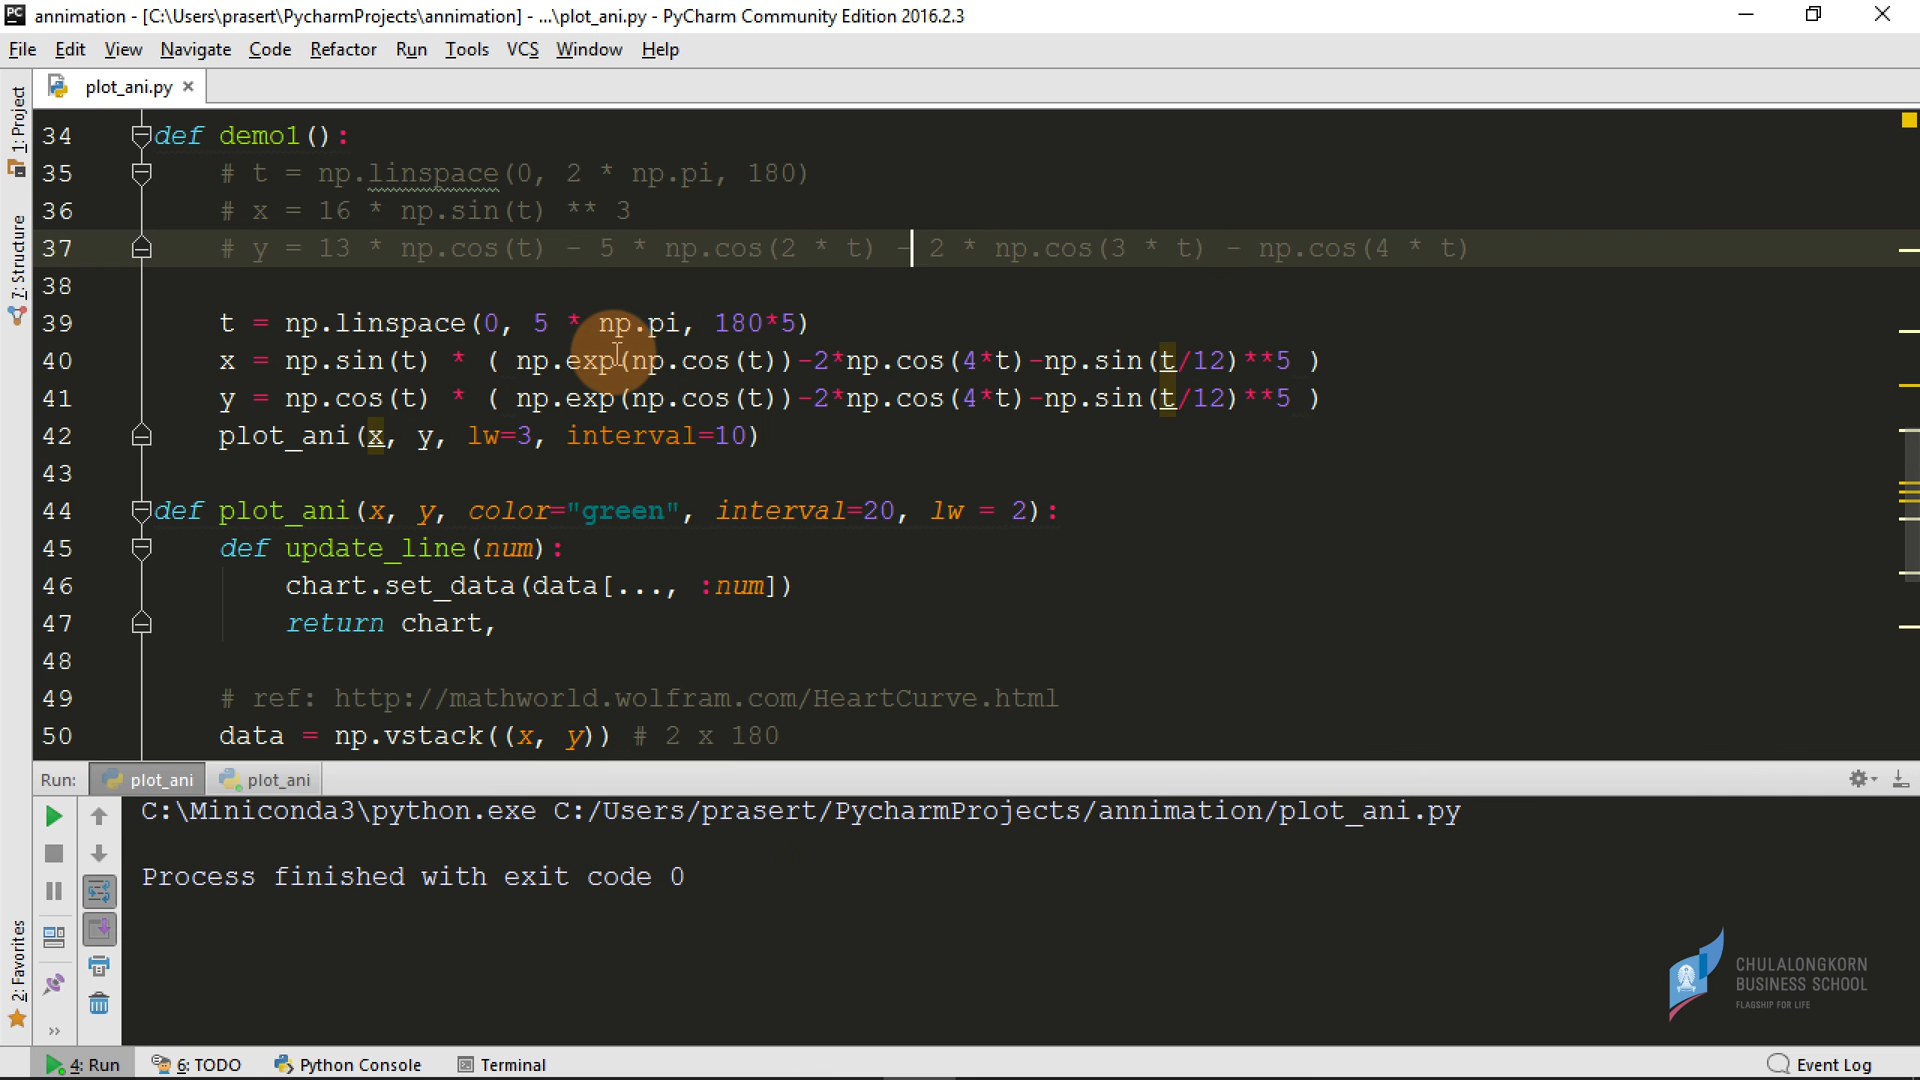 PC annimation - [C:\Users\prasert\PycharmProjects\annimation] - ...\plot_ani.py - PyCharm Community Edition 2016.2.3
File Edit View Navigate Code Refactor Run Tools VCS Window Help
plot_ani.py
1: Project
7: Structure
2: Favorites
34 def demo1():
35 # t = np.linspace(0, 2 * np.pi, 180)
36 # x = 16 * np.sin(t) ** 3
37 # y = 13 * np.cos(t) - 5 * np.cos(2 * t) - 2 * np.cos(3 * t) - np.cos(4 * t)
38
39 t = np.linspace(0, 5 * np.pi, 180*5)
40 x = np.sin(t) * ( np.exp(np.cos(t))-2*np.cos(4*t)-np.sin(t/12)**5 )
41 y = np.cos(t) * ( np.exp(np.cos(t))-2*np.cos(4*t)-np.sin(t/12)**5 )
42 plot_ani(x, y, lw=3, interval=10)
43
44 def plot_ani(x, y, color="green", interval=20, lw = 2):
45 def update_line(num):
46 chart.set_data(data[..., :num])
47 return chart,
48
49 # ref: http://mathworld.wolfram.com/HeartCurve.html
50 data = np.vstack((x, y)) # 2 x 180
Run: plot_ani plot_ani
C:\Miniconda3\python.exe C:/Users/prasert/PycharmProjects/annimation/plot_ani.py
Process finished with exit code 0
CHULALONGKORN
BUSINESS SCHOOL
FLAGSHIP FOR LIFE
4: Run 6: TODO Python Console Terminal Event Log